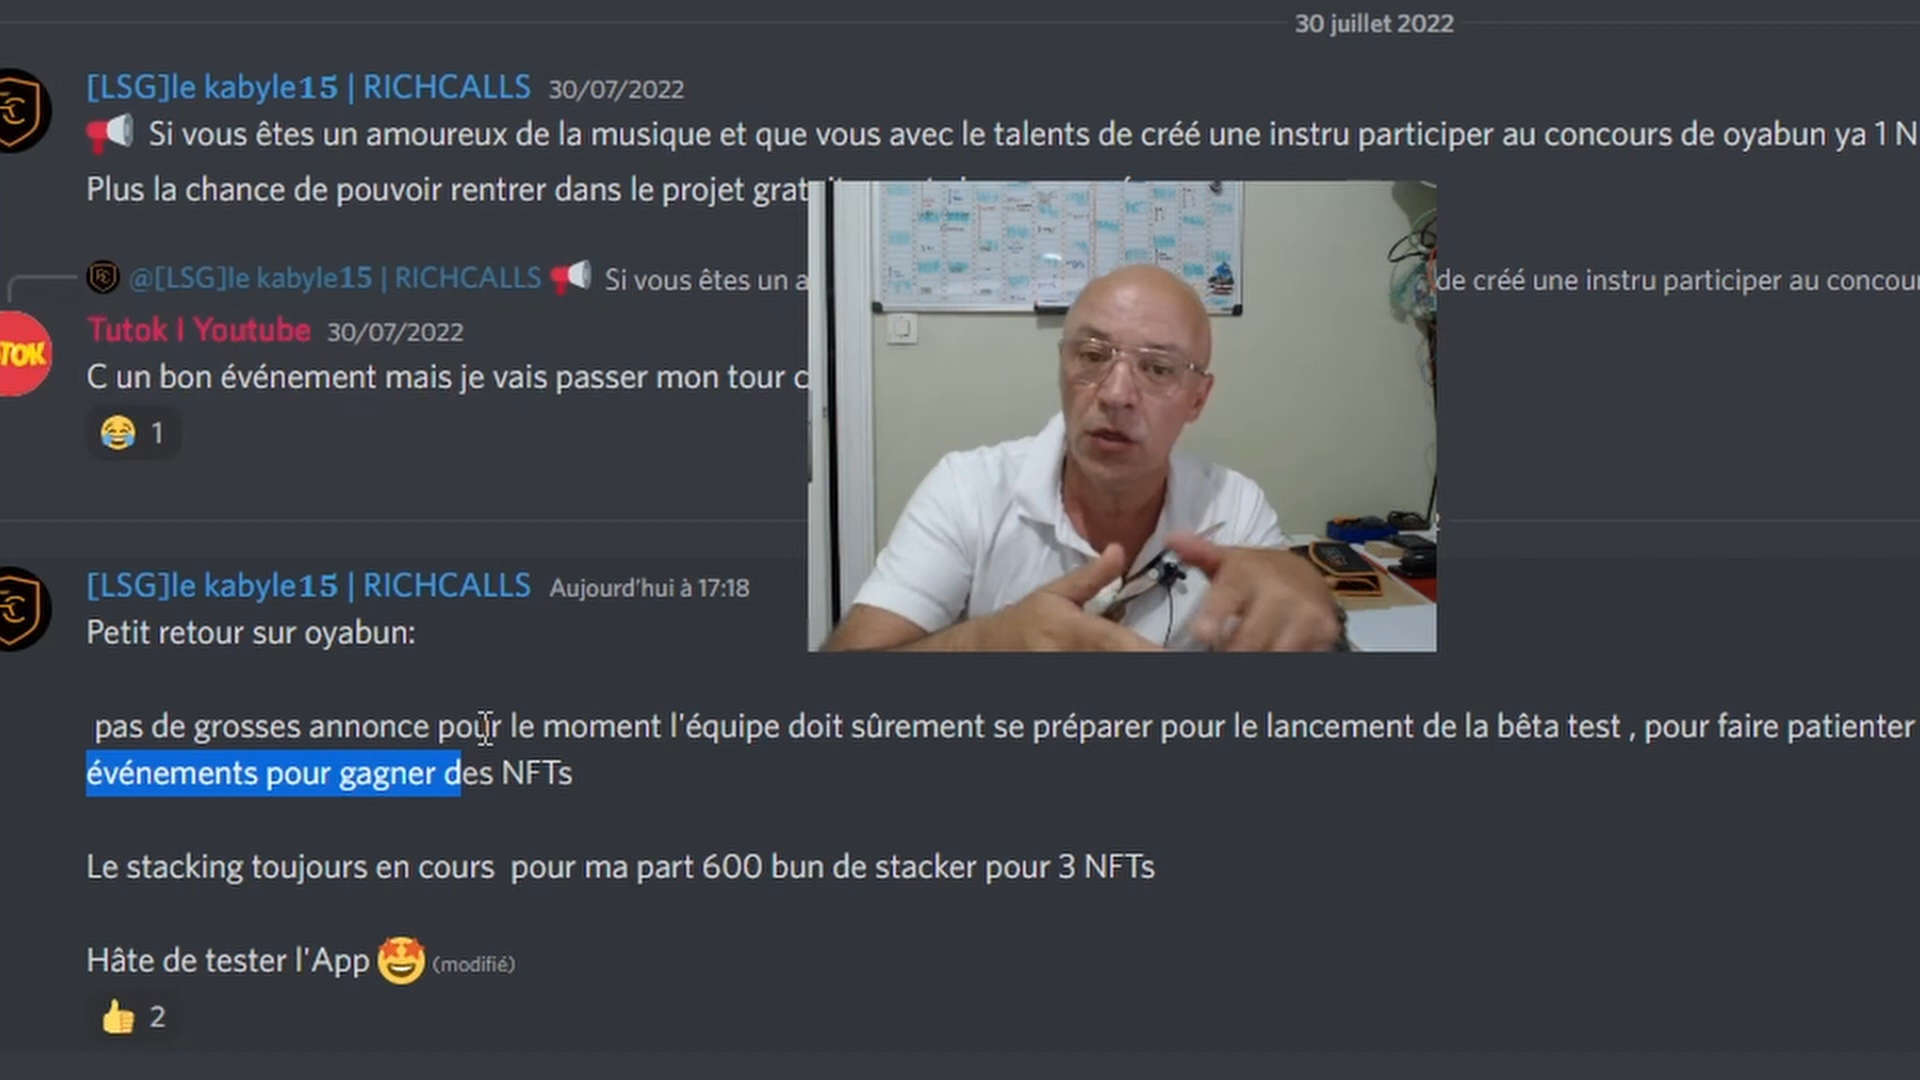 30 juillet 2022
[LSG]le kabyle15 | RICHCALLS 30/07/2022
Si vous êtes un amoureux de la musique et que vous avec le talents de créé une instru participer au concours de oyabun ya 1 N
Plus la chance de pouvoir rentrer dans le projet grat
@[LSG]le kabyle15 | RICHCALLS Si vous êtes un a de créé une instru participer au concou
Tutok I Youtube 30/07/2022
TOK
C un bon événement mais je vais passer mon tour c
😂 1
[LSG]le kabyle15 | RICHCALLS Aujourd'hui à 17:18
Petit retour sur oyabun:
pas de grosses annonce pour le moment l'équipe doit sûrement se préparer pour le lancement de la bêta test , pour faire patienter
événements pour gagner des NFTs
Le stacking toujours en cours pour ma part 600 bun de stacker pour 3 NFTs
Hâte de tester l'App 🤩 (modifié)
👍 2